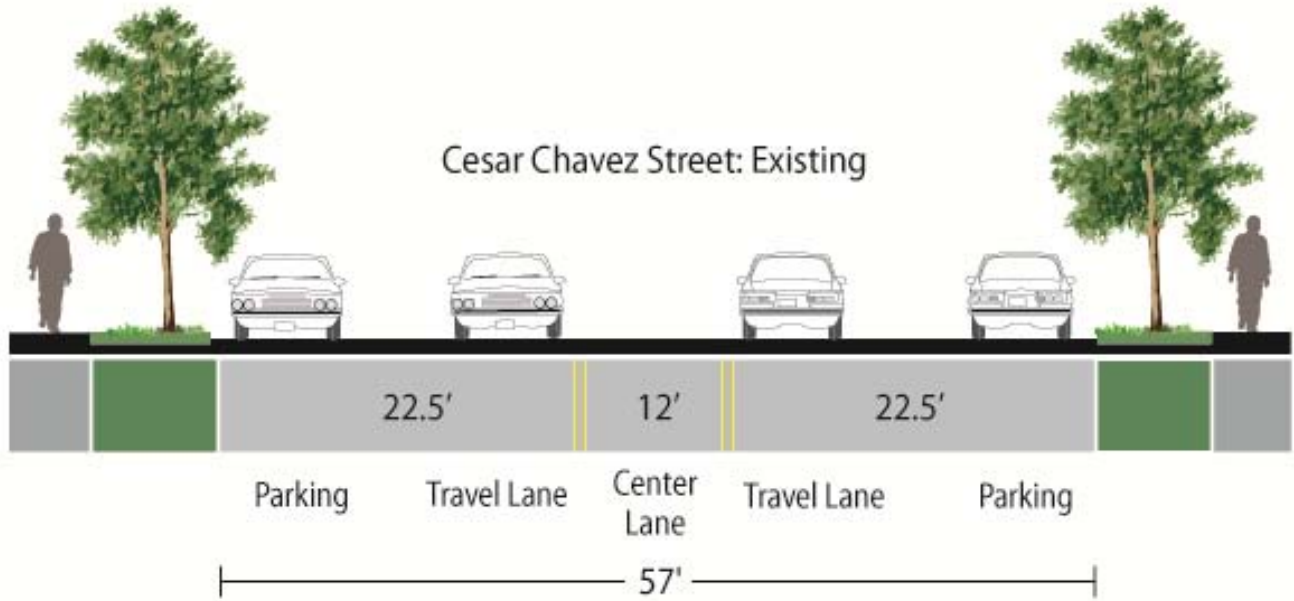 Cesar Chavez Street: Existing
22.5′
12′
22.5′
Parking
Travel Lane
Center
Lane
Travel Lane
Parking
57'